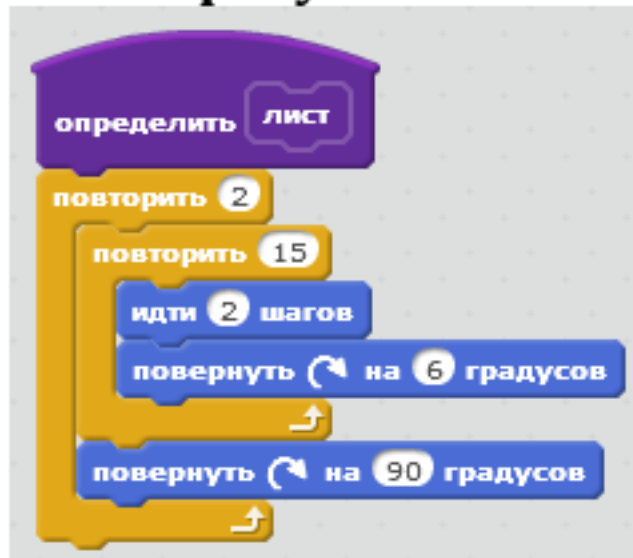 определить лист
повторить 2
повторить 15
идти 2 шагов
повернуть на 6 градусов
повернуть на 90 градусов